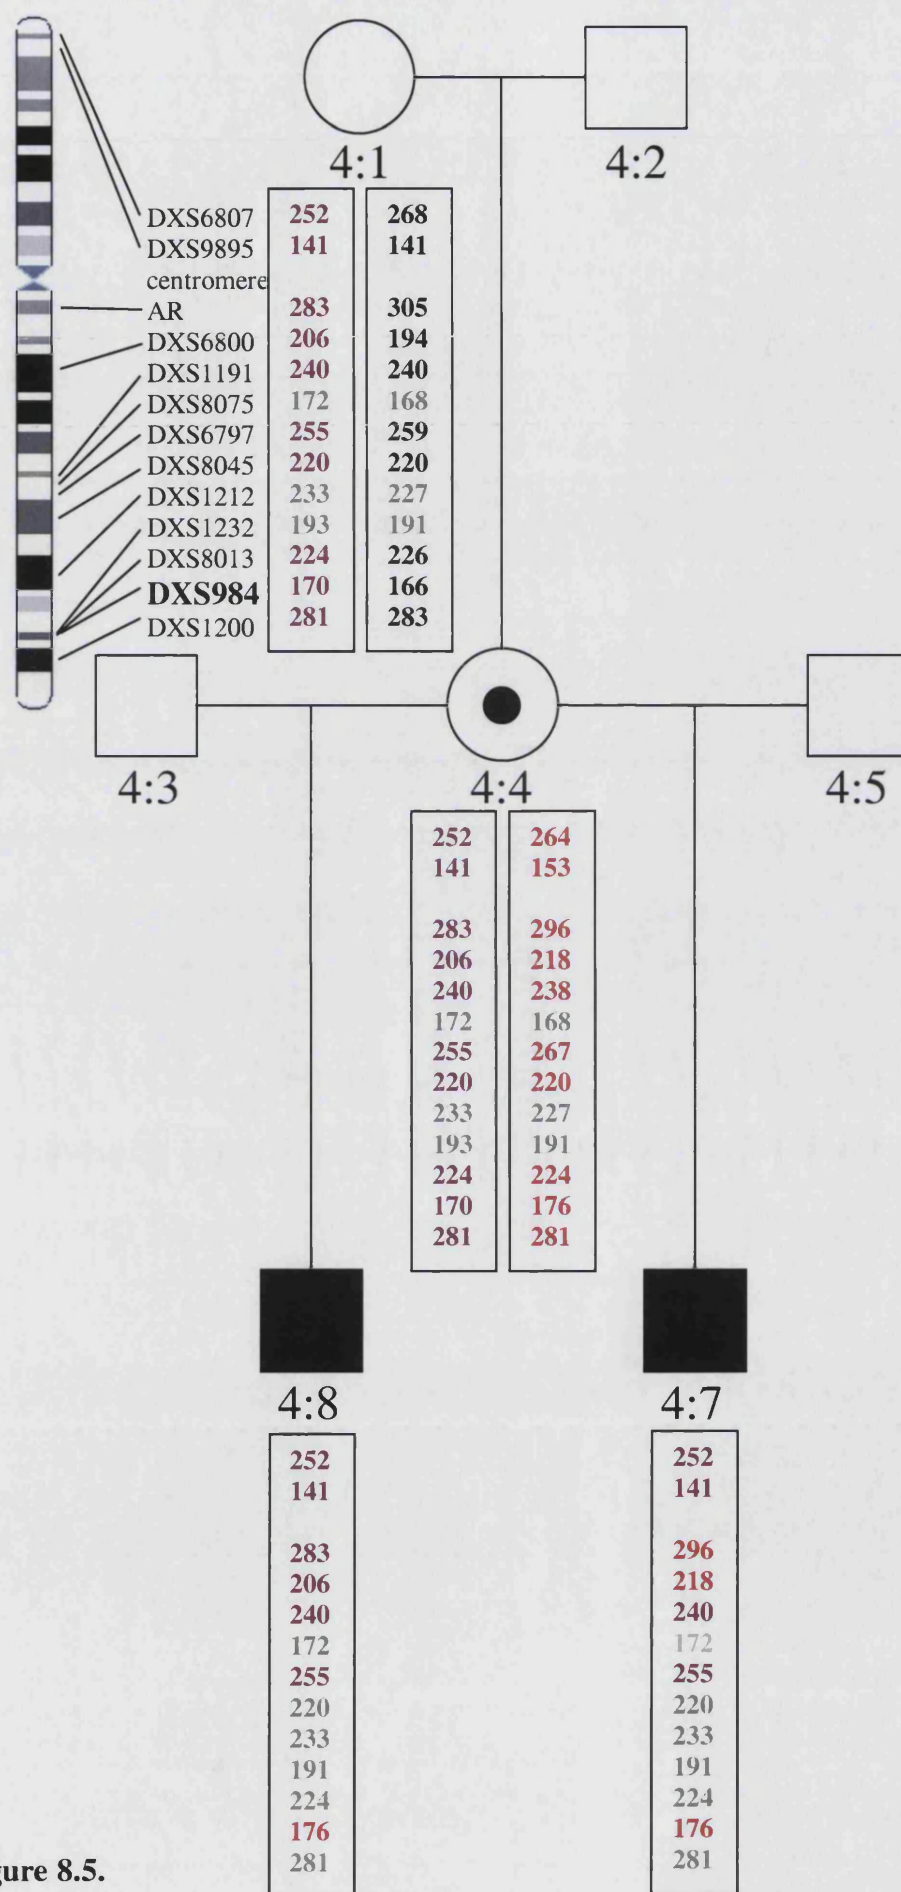 4:1 4:2
DXS6807 252 268
DXS9895 141 141
centromere
AR 283 305
DXS6800 206 194
DXS1191 240 240
DXS8075 172 168
DXS6797 255 259
DXS8045 220 220
DXS1212 233 227
DXS1232 193 191
DXS8013 224 226
DXS984 170 166
DXS1200 281 283
4:3 4:4 4:5
252 264
141 153
283 296
206 218
240 238
172 168
255 267
220 220
233 227
193 191
224 224
170 176
281 281
4:8 4:7
252 252
141 141
283 296
206 218
240 240
172 172
255 255
220 220
233 233
191 191
224 224
176 176
281 281
gure 8.5.